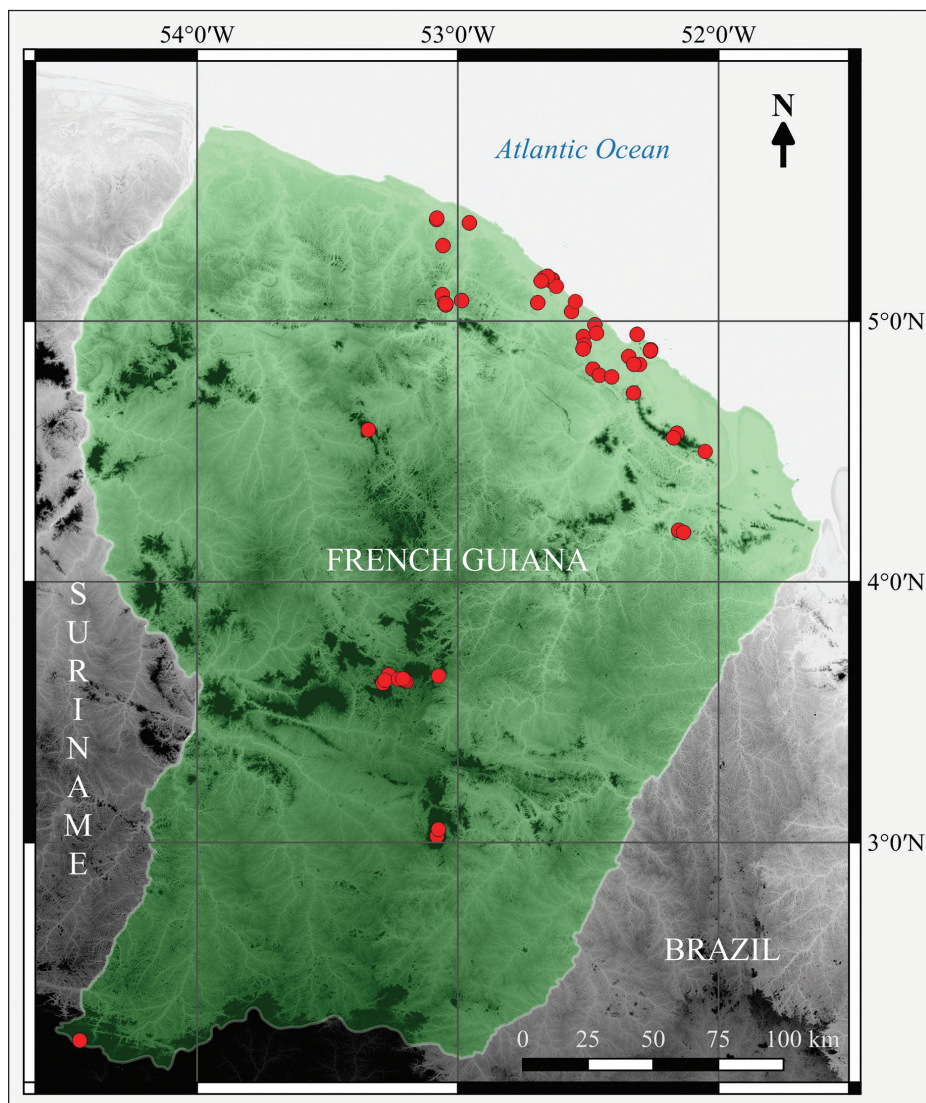 54°0′W 53°0′W 52°0′W
N
Atlantic Ocean
5°0′N
FRENCH GUIANA
4°0′N
SURINAME
3°0′N
BRAZIL
0 25 50 75 100 km